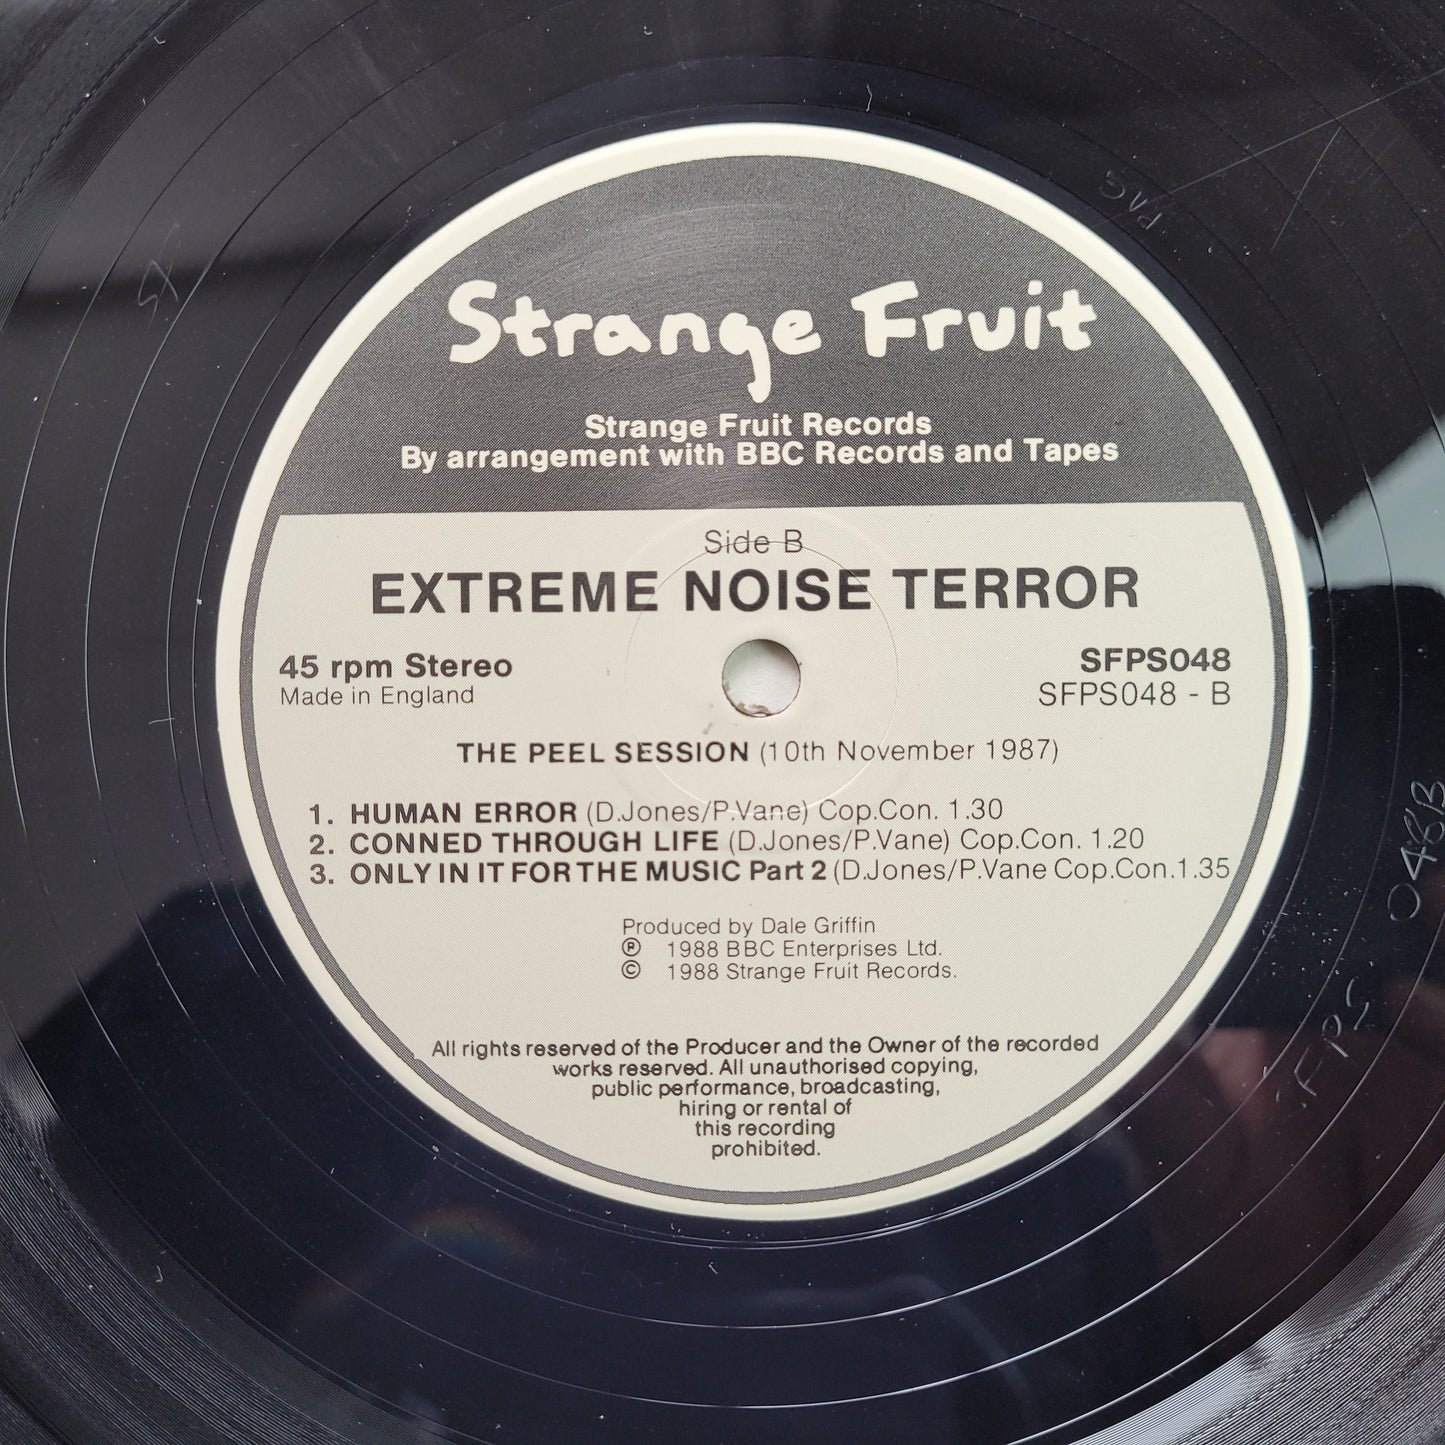 Strange Fruit
Strange Fruit Records
By arrangement with BBC Records and Tapes
Side B
EXTREME NOISE TERROR
45 rpm Stereo
Made in England
SFPS048
SFPS048 - B
THE PEEL SESSION (10th November 1987)
1. HUMAN ERROR (D.Jones/P.Vane) Cop.Con. 1.30
2. CONNED THROUGH LIFE (D.Jones/P.Vane) Cop.Con. 1.20
3. ONLY IN IT FOR THE MUSIC Part 2 (D.Jones/P.Vane Cop.Con.1.35
Produced by Dale Griffin
℗ 1988 BBC Enterprises Ltd.
© 1988 Strange Fruit Records.
All rights reserved of the Producer and the Owner of the recorded
works reserved. All unauthorised copying,
public performance, broadcasting,
hiring or rental of
this recording
prohibited.
SFPS 048B